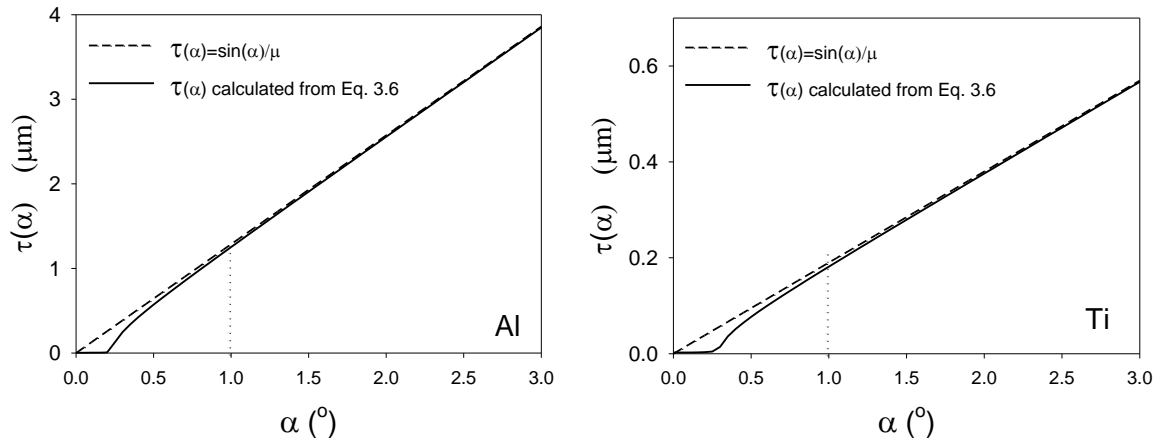 4
3
2
1
0
τ(α) (μm)
τ(α)=sin(α)/μ
τ(α) calculated from Eq. 3.6
Al
0.0 0.5 1.0 1.5 2.0 2.5 3.0
α (o)
0.6
0.4
0.2
0.0
τ(α) (μm)
τ(α)=sin(α)/μ
τ(α) calculated from Eq. 3.6
Ti
0.0 0.5 1.0 1.5 2.0 2.5 3.0
α (o)